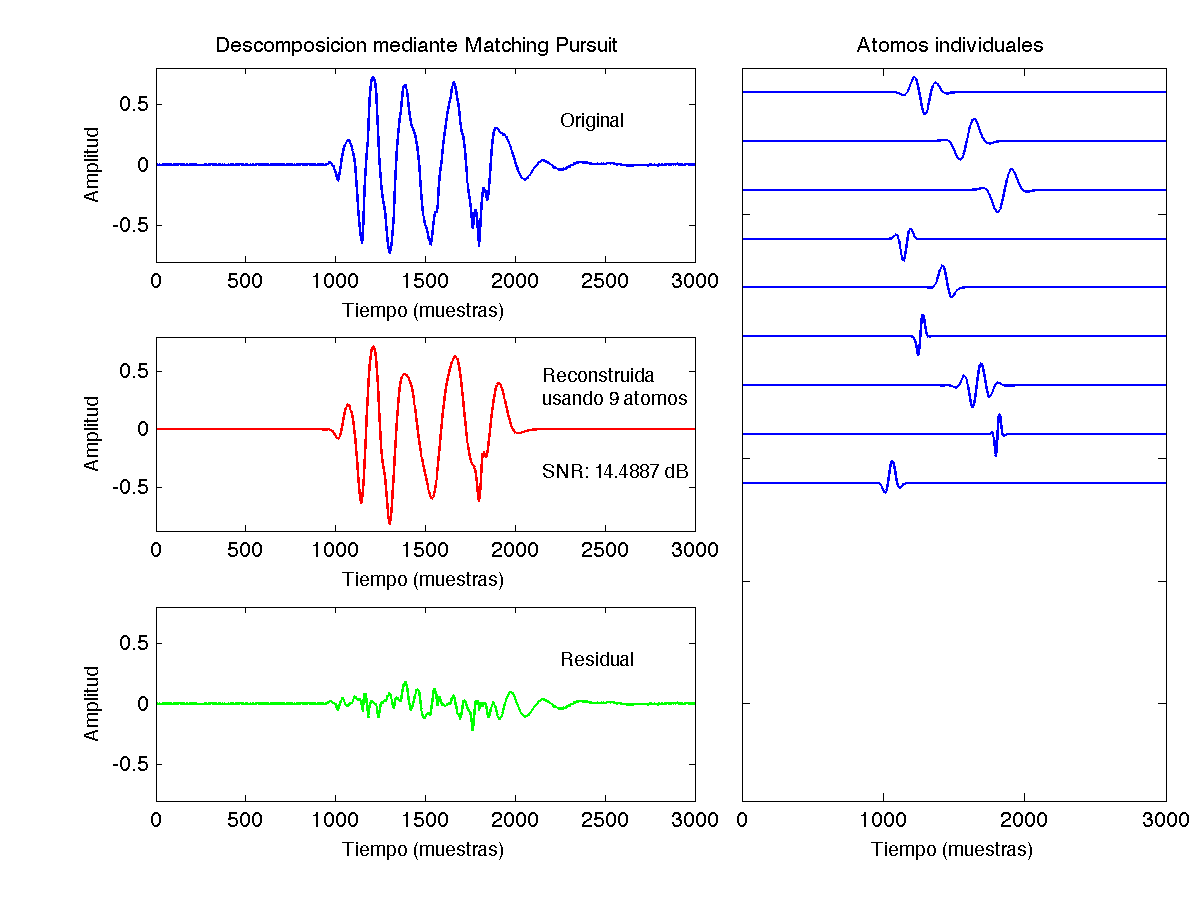 Descomposicion mediante Matching Pursuit
Amplitud
0.5
0
-0.5
Original
0 500 1000 1500 2000 2500 3000
Tiempo (muestras)
Amplitud
0.5
0
-0.5
Reconstruida
usando 9 atomos
SNR: 14.4887 dB
0 500 1000 1500 2000 2500 3000
Tiempo (muestras)
Amplitud
0.5
0
-0.5
Residual
0 500 1000 1500 2000 2500 3000
Tiempo (muestras)
Atomos individuales
0 1000 2000 3000
Tiempo (muestras)